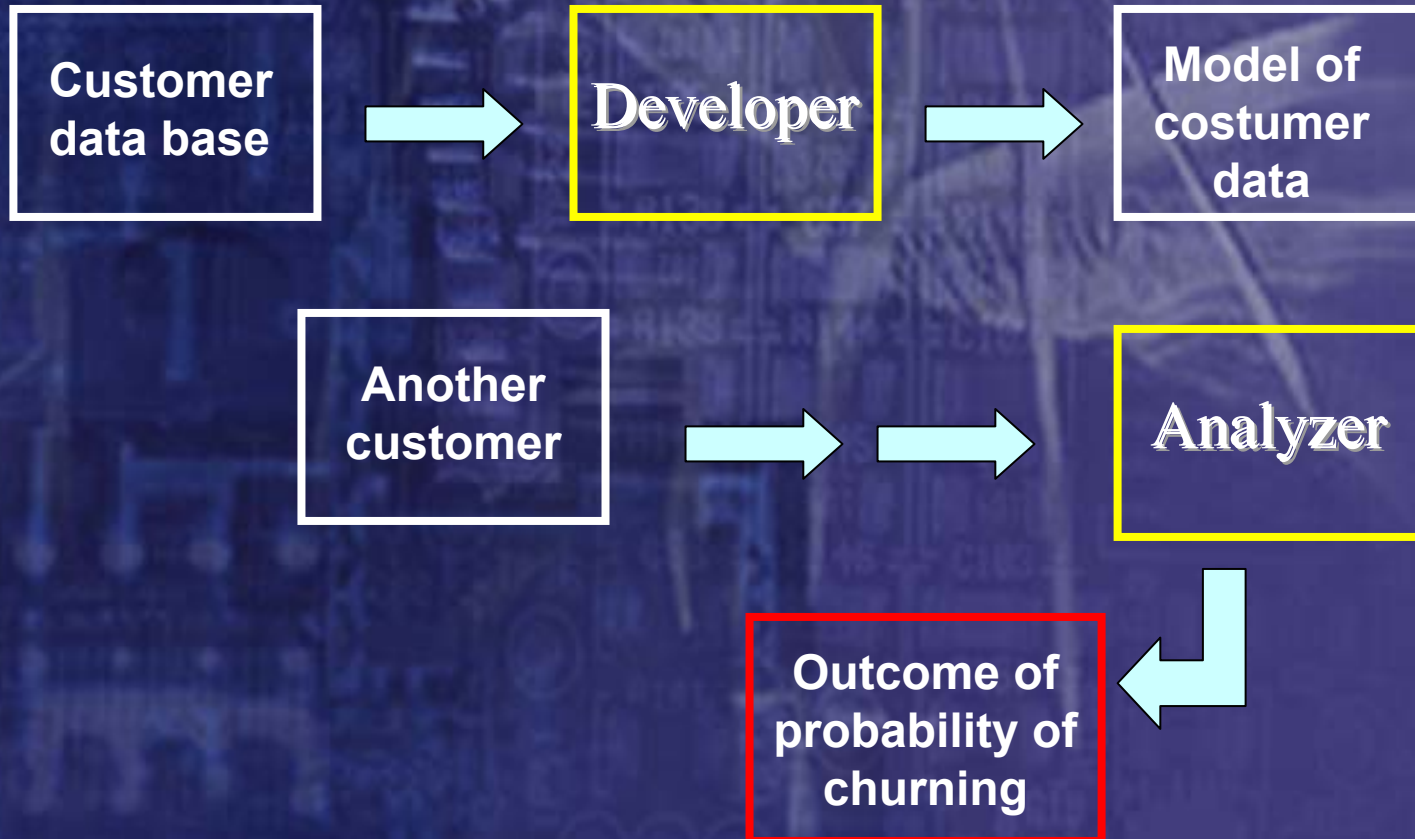 Customer
data base
Developer
Model of
costumer
data
Another
customer
Analyzer
Outcome of
probability of
churning